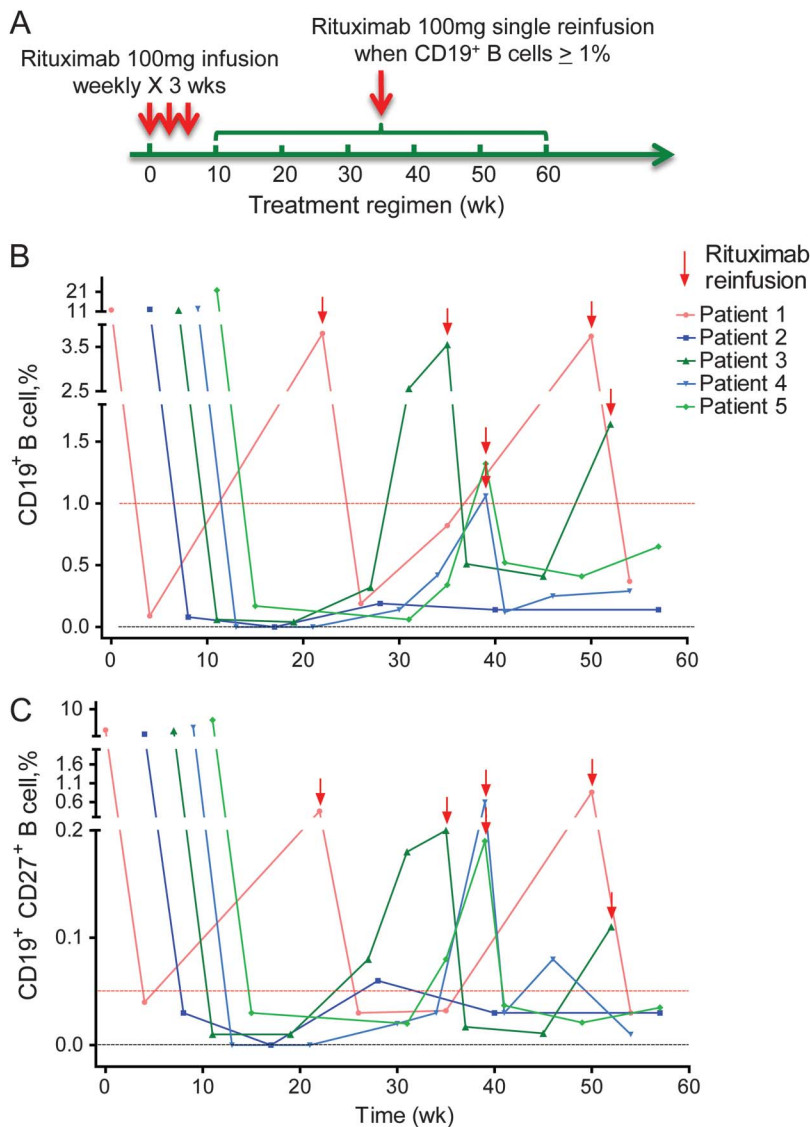 A
Rituximab 100mg infusion
weekly X 3 wks
Rituximab 100mg single reinfusion
when CD19⁺ B cells ≥ 1%
0 10 20 30 40 50 60
Treatment regimen (wk)
B
Rituximab
reinfusion
Patient 1
Patient 2
Patient 3
Patient 4
Patient 5
CD19⁺ B cell,%
21
11
3.5
2.5
1.5
1.0
0.5
0.0
0 10 20 30 40 50 60
C
CD19⁺ CD27⁺ B cell,%
10
1.6
1.1
0.6
0.2
0.1
0.0
0 10 20 30 40 50 60
Time (wk)